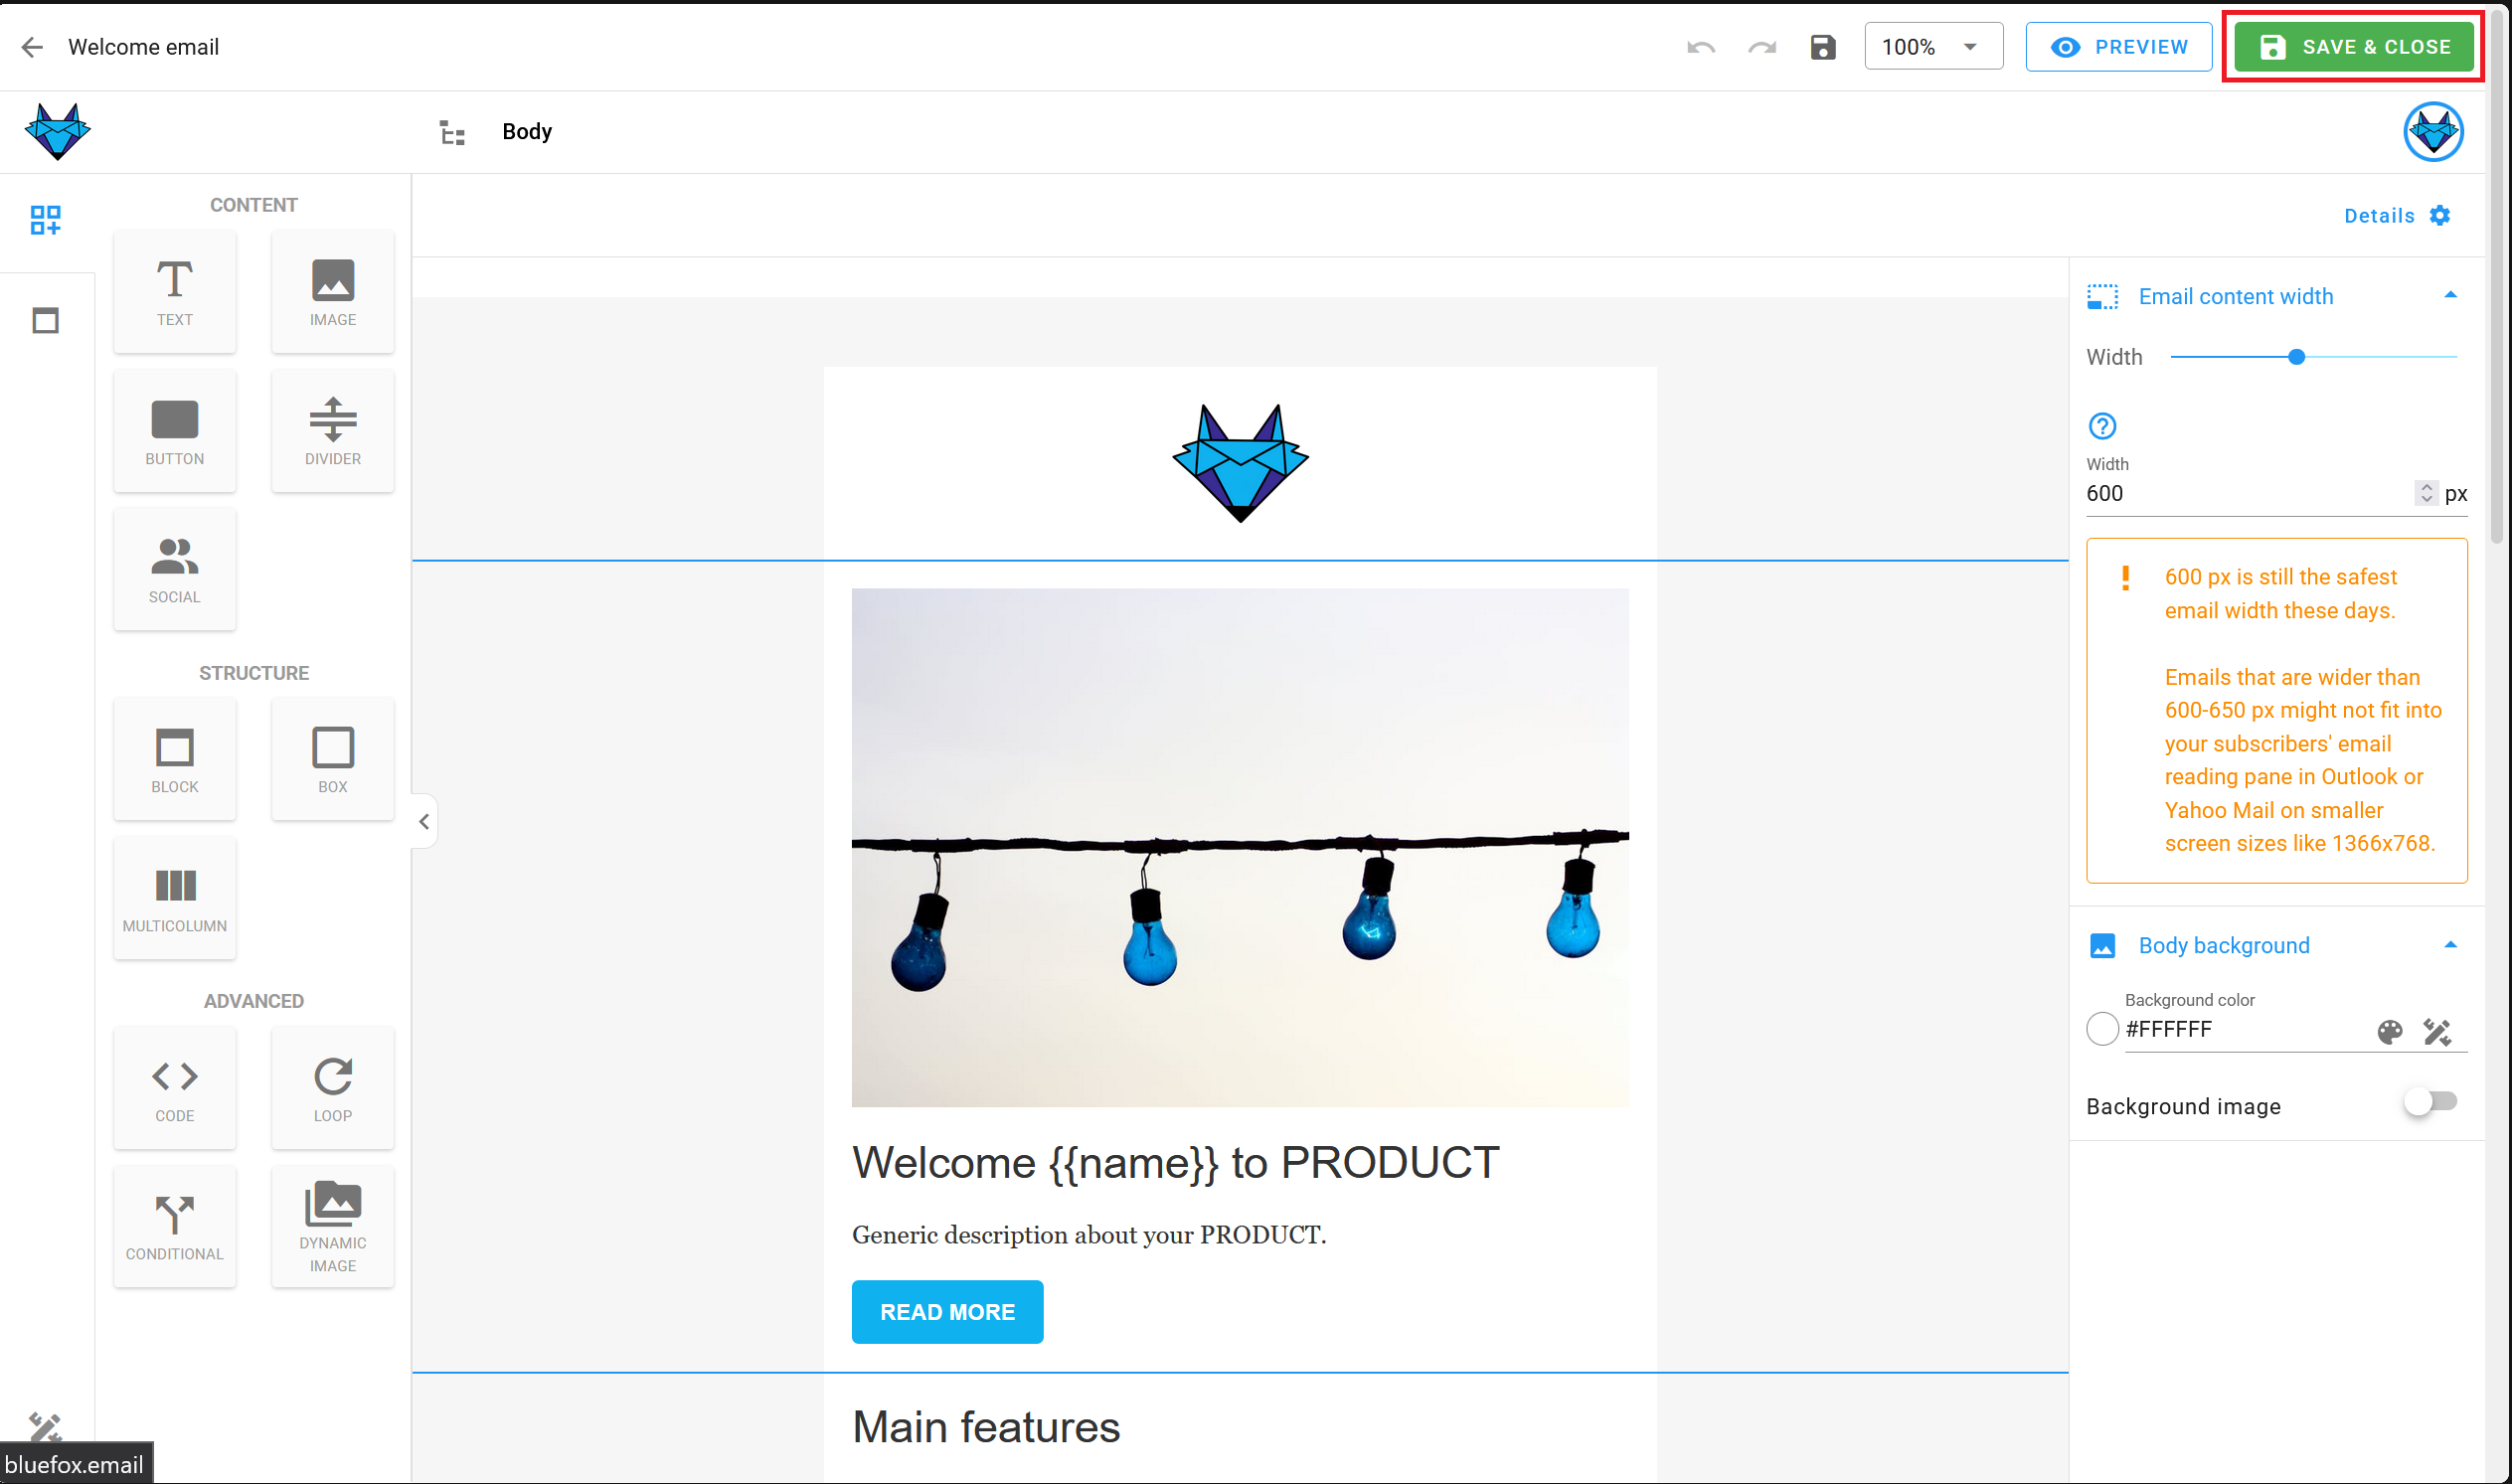 Welcome email
100%
PREVIEW
SAVE & CLOSE
Body
Details
CONTENT
TEXT
IMAGE
BUTTON
DIVIDER
SOCIAL
STRUCTURE
BLOCK
BOX
MULTICOLUMN
ADVANCED
CODE
LOOP
CONDITIONAL
DYNAMIC
IMAGE
Welcome {{name}} to PRODUCT
Generic description about your PRODUCT.
READ MORE
Main features
Email content width
Width
Width
600
px
600 px is still the safest
email width these days.
Emails that are wider than
600-650 px might not fit into
your subscribers' email
reading pane in Outlook or
Yahoo Mail on smaller
screen sizes like 1366x768.
Body background
Background color
#FFFFFF
Background image
bluefox.email